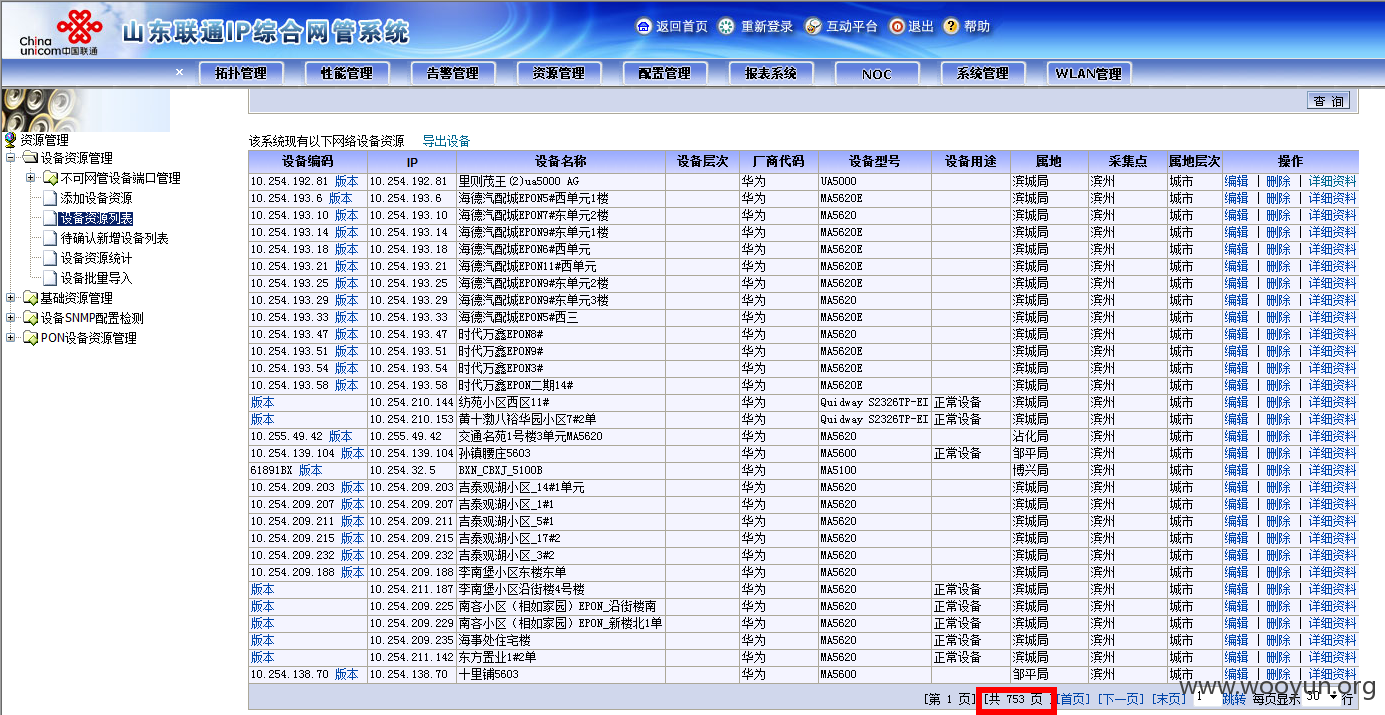 China unicom中国联通 山东联通IP综合网管系统 返回首页 重新登录 互动平台 退出 ? 帮助
× 拓扑管理 性能管理 告警管理 资源管理 配置管理 报表系统 NOC 系统管理 WLAN管理
查 询
资源管理
设备资源管理
不可网管设备端口管理
添加设备资源
设备资源列表
待确认新增设备列表
设备资源统计
设备批量导入
基础资源管理
设备SNMP配置检测
PON设备资源管理
该系统现有以下网络设备资源 导出设备
设备编码 IP 设备名称 设备层次 厂商代码 设备型号 设备用途 属地 采集点 属地层次 操作
10.254.192.81 版本 10.254.192.81 里则茂王(2)ua5000 AG 华为 UA5000 滨城局 滨州 城市 编辑 | 删除 | 详细资料
10.254.193.6 版本 10.254.193.6 海德汽配城EPON5#西单元1楼 华为 MA5620E 滨城局 滨州 城市 编辑 | 删除 | 详细资料
10.254.193.10 版本 10.254.193.10 海德汽配城EPON7#东单元2楼 华为 MA5620 滨城局 滨州 城市 编辑 | 删除 | 详细资料
10.254.193.14 版本 10.254.193.14 海德汽配城EPON9#东单元1楼 华为 MA5620E 滨城局 滨州 城市 编辑 | 删除 | 详细资料
10.254.193.18 版本 10.254.193.18 海德汽配城EPON6#西单元 华为 MA5620E 滨城局 滨州 城市 编辑 | 删除 | 详细资料
10.254.193.21 版本 10.254.193.21 海德汽配城EPON11#西单元 华为 MA5620E 滨城局 滨州 城市 编辑 | 删除 | 详细资料
10.254.193.25 版本 10.254.193.25 海德汽配城EPON9#东单元2楼 华为 MA5620E 滨城局 滨州 城市 编辑 | 删除 | 详细资料
10.254.193.29 版本 10.254.193.29 海德汽配城EPON9#东单元3楼 华为 MA5620 滨城局 滨州 城市 编辑 | 删除 | 详细资料
10.254.193.33 版本 10.254.193.33 海德汽配城EPON5#西三 华为 MA5620E 滨城局 滨州 城市 编辑 | 删除 | 详细资料
10.254.193.47 版本 10.254.193.47 时代万鑫EPON8# 华为 MA5620 滨城局 滨州 城市 编辑 | 删除 | 详细资料
10.254.193.51 版本 10.254.193.51 时代万鑫EPON9# 华为 MA5620E 滨城局 滨州 城市 编辑 | 删除 | 详细资料
10.254.193.54 版本 10.254.193.54 时代万鑫EPON3# 华为 MA5620E 滨城局 滨州 城市 编辑 | 删除 | 详细资料
10.254.193.58 版本 10.254.193.58 时代万鑫EPON二期14# 华为 MA5620E 滨城局 滨州 城市 编辑 | 删除 | 详细资料
版本 10.254.210.144 纺苑小区西区11# 华为 Quidway S2326TP-EI 正常设备 滨城局 滨州 城市 编辑 | 删除 | 详细资料
版本 10.254.210.153 黄十渤八裕华园小区7#2单 华为 Quidway S2326TP-EI 正常设备 滨城局 滨州 城市 编辑 | 删除 | 详细资料
10.255.49.42 版本 10.255.49.42 交通名苑1号楼3单元MA5620 华为 MA5620 沾化局 滨州 城市 编辑 | 删除 | 详细资料
10.254.139.104 版本 10.254.139.104 孙镇腰庄5603 华为 MA5600 正常设备 邹平局 滨州 城市 编辑 | 删除 | 详细资料
61891BX 版本 10.254.32.5 BXN_CBXJ_5100B 华为 MA5100 博兴局 滨州 城市 编辑 | 删除 | 详细资料
10.254.209.203 版本 10.254.209.203 吉泰观湖小区_14#1单元 华为 MA5620 滨城局 滨州 城市 编辑 | 删除 | 详细资料
10.254.209.207 版本 10.254.209.207 吉泰观湖小区_1#1 华为 MA5620 滨城局 滨州 城市 编辑 | 删除 | 详细资料
10.254.209.211 版本 10.254.209.211 吉泰观湖小区_5#1 华为 MA5620 滨城局 滨州 城市 编辑 | 删除 | 详细资料
10.254.209.215 版本 10.254.209.215 吉泰观湖小区_17#2 华为 MA5620 滨城局 滨州 城市 编辑 | 删除 | 详细资料
10.254.209.232 版本 10.254.209.232 吉泰观湖小区_3#2 华为 MA5620 滨城局 滨州 城市 编辑 | 删除 | 详细资料
10.254.209.188 版本 10.254.209.188 李南堡小区东楼东单 华为 MA5620 滨城局 滨州 城市 编辑 | 删除 | 详细资料
版本 10.254.211.187 李南堡小区沿街楼4号楼 华为 MA5620 正常设备 滨城局 滨州 城市 编辑 | 删除 | 详细资料
版本 10.254.209.225 南客小区（相如家园）EPON_沿街楼南 华为 MA5620 正常设备 滨城局 滨州 城市 编辑 | 删除 | 详细资料
版本 10.254.209.229 南客小区（相如家园）EPON_新楼北1单 华为 MA5620 正常设备 滨城局 滨州 城市 编辑 | 删除 | 详细资料
版本 10.254.209.235 海事处住宅楼 华为 MA5620 正常设备 滨城局 滨州 城市 编辑 | 删除 | 详细资料
版本 10.254.211.142 东方置业1#2单 华为 MA5620 正常设备 滨城局 滨州 城市 编辑 | 删除 | 详细资料
10.254.138.70 版本 10.254.138.70 十里铺5603 华为 MA5600 邹平局 滨州 城市 编辑 | 删除 | 详细资料
[第 1 页] [共 753 页] [首页] [下一页] [末页] 1 跳转 每页显示 30 行
www.wooyun.org